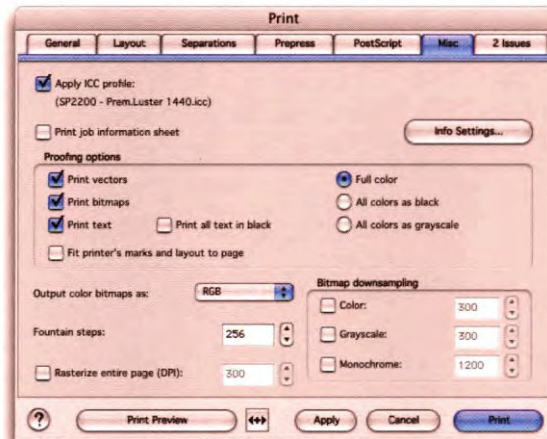 Print
General Layout Separations Prepress PostScript Misc 2 Issues
Apply ICC profile:
(SP2200 - Prem.Luster 1440.icc)
Print job information sheet Info Settings...
Proofing options
Print vectors Full color
Print bitmaps All colors as black
Print text Print all text in black All colors as grayscale
Fit printer's marks and layout to page
Output color bitmaps as: RGB Bitmap downsampling
Color: 300
Fountain steps: 256 Grayscale: 300
Rasterize entire page (DPI): 300 Monochrome: 1200
? Print Preview Apply Cancel Print